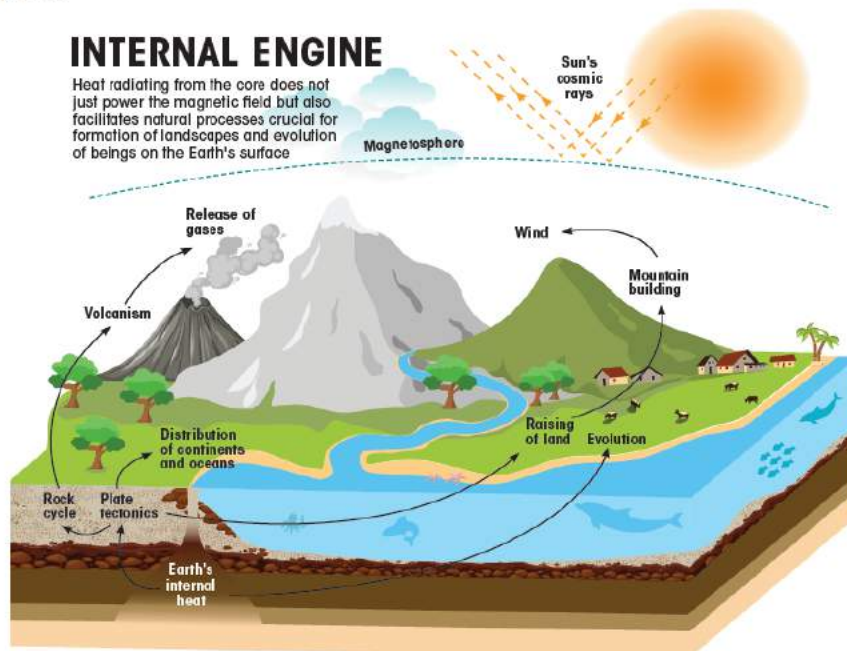 INTERNAL ENGINE
Heat radiating from the core does not
just power the magnetic field but also
facilitates natural processes crucial for
formation of landscapes and evolution
of beings on the Earth's surface
Sun's
cosmic
rays
Magnetosphere
Release of
gases
Wind
Mountain
building
Volcanism
Distribution
of continents
and oceans
Raising
of land
Evolution
Rock
cycle
Plate
tectonics
Earth's
internal
heat